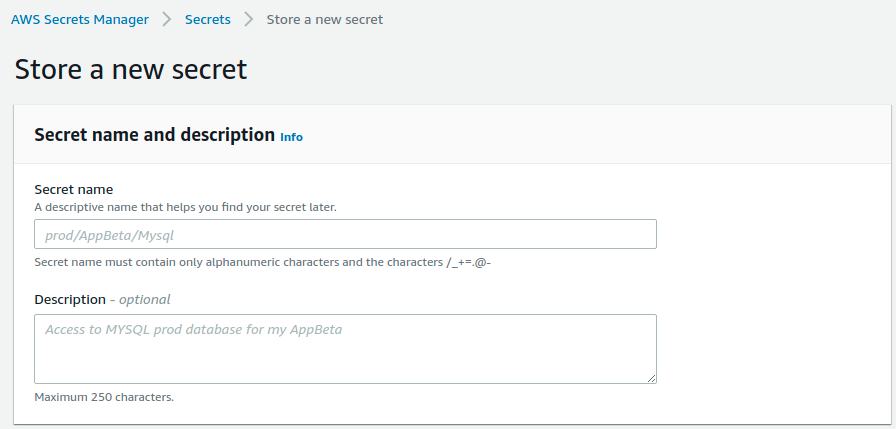 AWS Secrets Manager > Secrets > Store a new secret
Store a new secret
Secret name and description Info
Secret name
A descriptive name that helps you find your secret later.
prod/AppBeta/Mysql
Secret name must contain only alphanumeric characters and the characters /_+=.@-
Description - optional
Access to MYSQL prod database for my AppBeta
Maximum 250 characters.